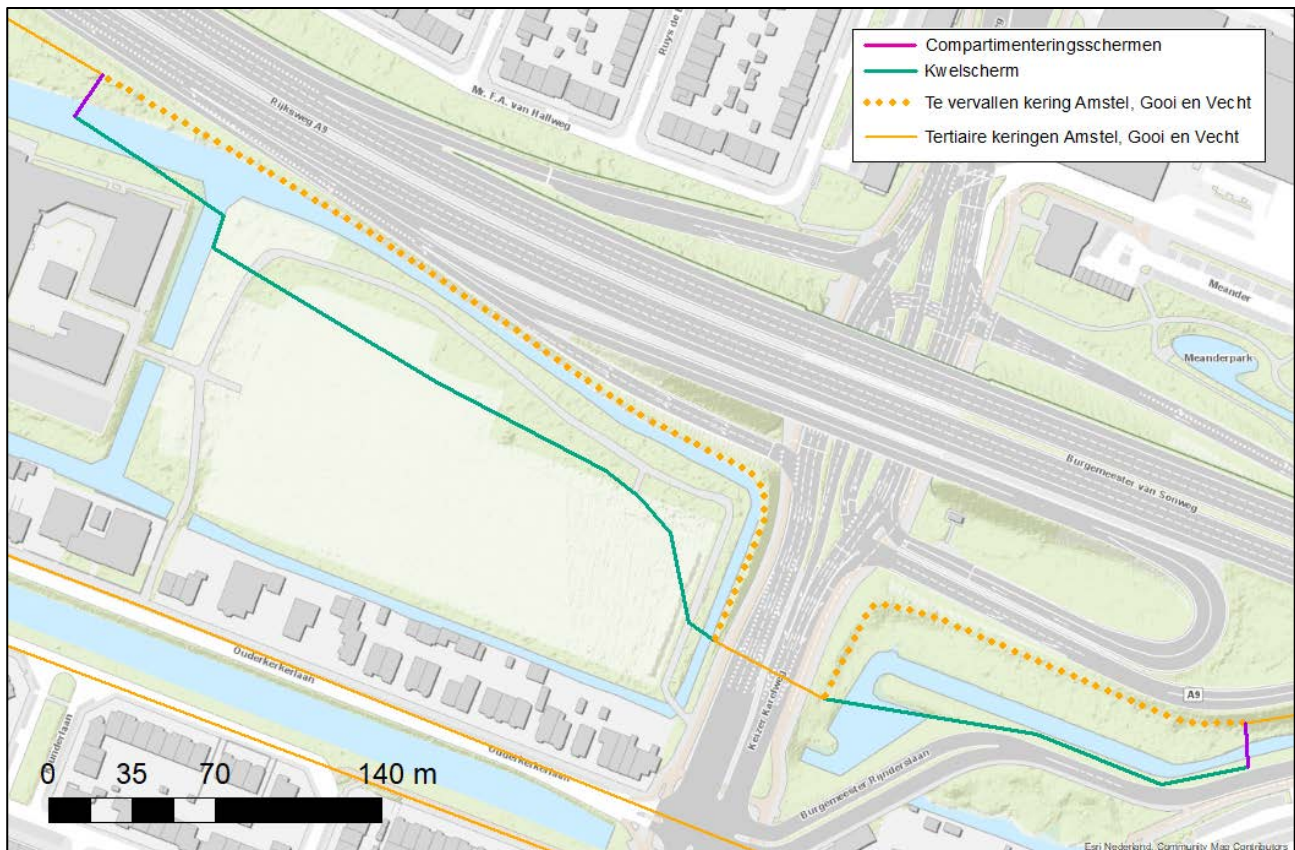 Compartimenteringsschermen
Kwelscherm
Te vervallen kering Amstel, Gooi en Vecht
Tertiaire keringen Amstel, Gooi en Vecht
Ruys de B
Mr. F.A. van Hallweg
Rijksweg A9
Meander
Meanderpark
Burgemeester van Sonweg
A9
Ouderkerkerlaan
Keizer Karelweg
Ouderkerkerlaan
Burgemeester Rijnderslaan
0 35 70 140 m
Esri Nederland, Community Map Contributors